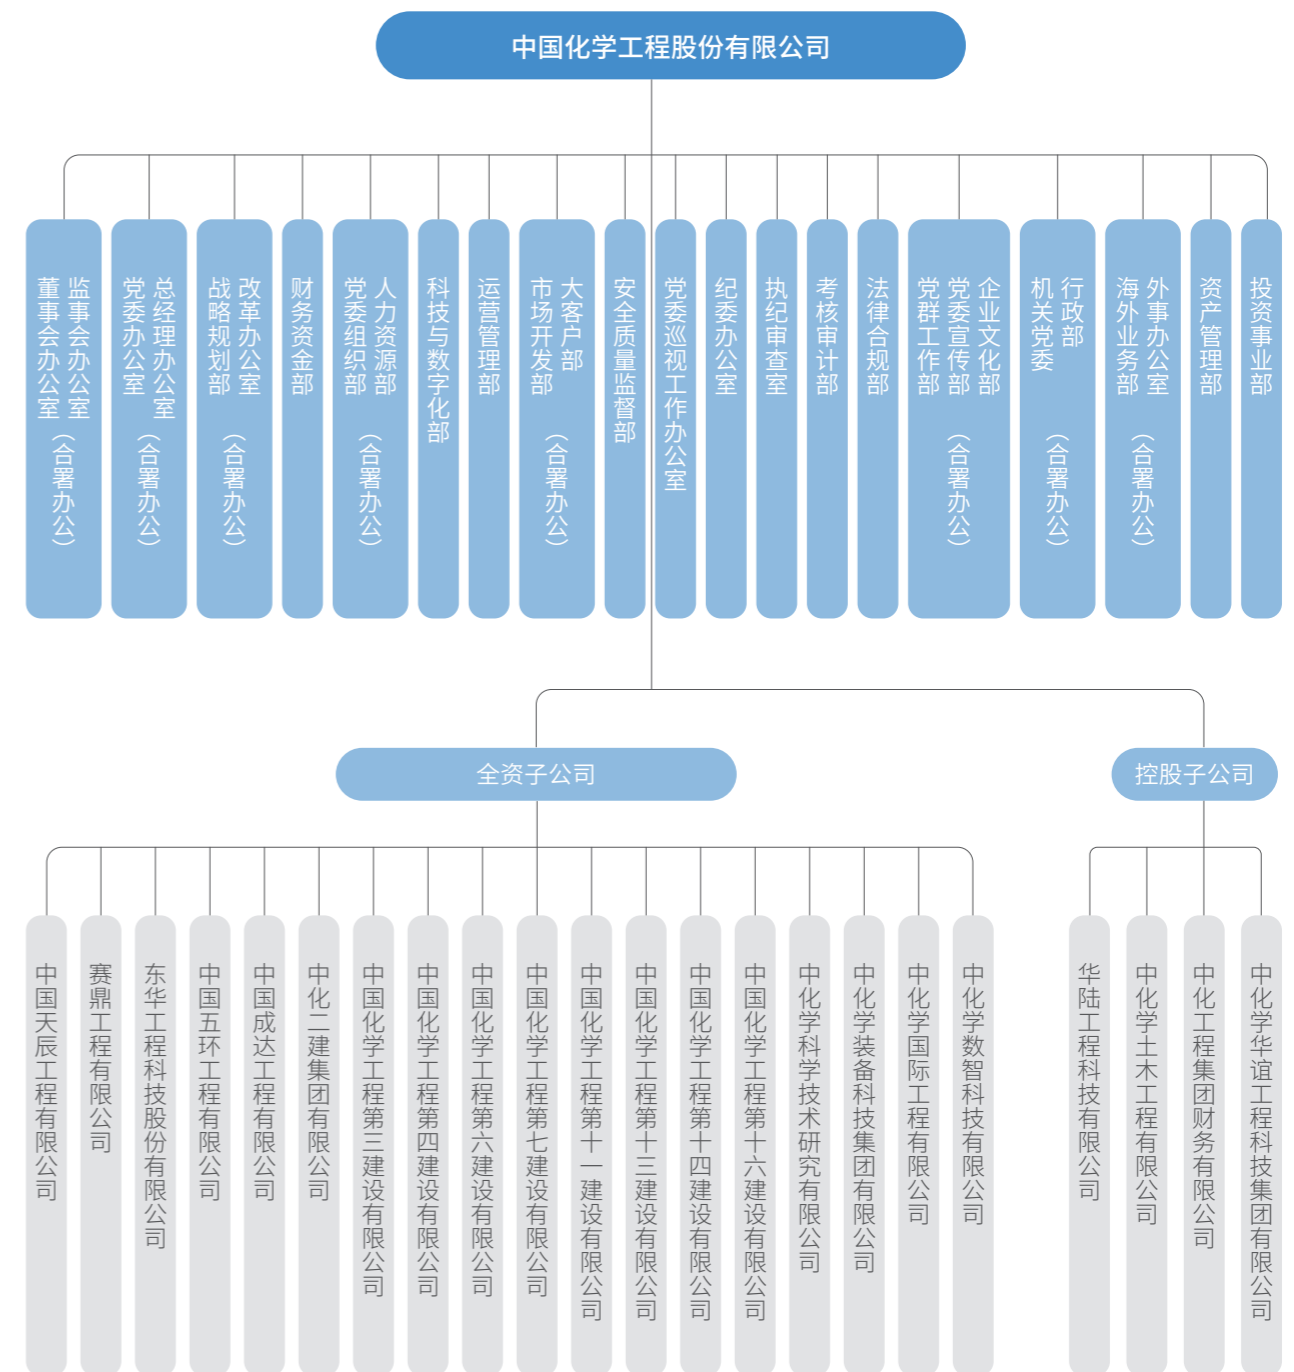 中国化学工程股份有限公司
董事会办公室
监事会办公室
（合署办公）
党委办公室
总经理办公室
（合署办公）
战略规划部
改革办公室
（合署办公）
财务资金部
党委组织部
人力资源部
（合署办公）
科技与数字化部
运营管理部
市场开发部
大客户部
（合署办公）
安全质量监督部
党委巡视工作办公室
纪委办公室
执纪审查室
考核审计部
法律合规部
党群工作部
党委宣传部
企业文化部
（合署办公）
机关党委
行政部
（合署办公）
海外业务部
外事办公室
（合署办公）
资产管理部
投资事业部
全资子公司
控股子公司
中国天辰工程有限公司
赛鼎工程有限公司
东华工程科技股份有限公司
中国五环工程有限公司
中国成达工程有限公司
中化二建集团有限公司
中国化学工程第三建设有限公司
中国化学工程第四建设有限公司
中国化学工程第六建设有限公司
中国化学工程第七建设有限公司
中国化学工程第十一建设有限公司
中国化学工程第十三建设有限公司
中国化学工程第十四建设有限公司
中国化学工程第十六建设有限公司
中化学科学技术研究有限公司
中化学装备科技集团有限公司
中化学国际工程有限公司
中化学数智科技有限公司
华陆工程科技有限公司
中化学土木工程有限公司
中化工程集团财务有限公司
中化学华谊工程科技集团有限公司